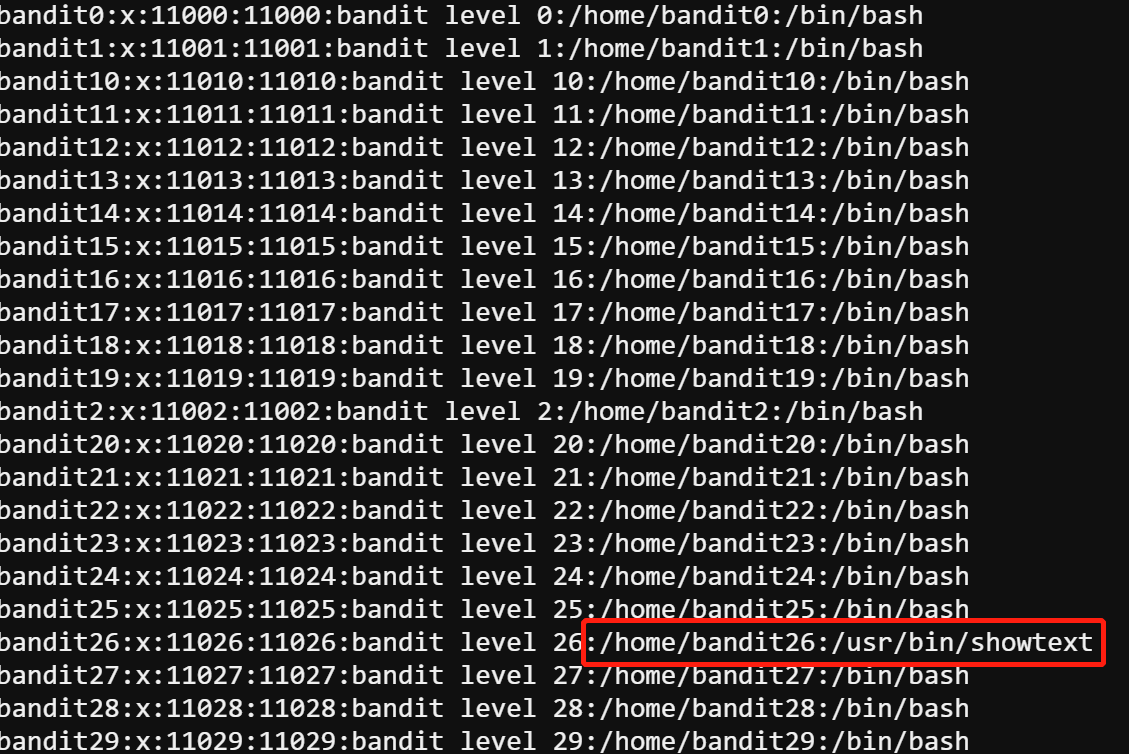 bandit0:x:11000:11000:bandit level 0:/home/bandit0:/bin/bash
bandit1:x:11001:11001:bandit level 1:/home/bandit1:/bin/bash
bandit10:x:11010:11010:bandit level 10:/home/bandit10:/bin/bash
bandit11:x:11011:11011:bandit level 11:/home/bandit11:/bin/bash
bandit12:x:11012:11012:bandit level 12:/home/bandit12:/bin/bash
bandit13:x:11013:11013:bandit level 13:/home/bandit13:/bin/bash
bandit14:x:11014:11014:bandit level 14:/home/bandit14:/bin/bash
bandit15:x:11015:11015:bandit level 15:/home/bandit15:/bin/bash
bandit16:x:11016:11016:bandit level 16:/home/bandit16:/bin/bash
bandit17:x:11017:11017:bandit level 17:/home/bandit17:/bin/bash
bandit18:x:11018:11018:bandit level 18:/home/bandit18:/bin/bash
bandit19:x:11019:11019:bandit level 19:/home/bandit19:/bin/bash
bandit2:x:11002:11002:bandit level 2:/home/bandit2:/bin/bash
bandit20:x:11020:11020:bandit level 20:/home/bandit20:/bin/bash
bandit21:x:11021:11021:bandit level 21:/home/bandit21:/bin/bash
bandit22:x:11022:11022:bandit level 22:/home/bandit22:/bin/bash
bandit23:x:11023:11023:bandit level 23:/home/bandit23:/bin/bash
bandit24:x:11024:11024:bandit level 24:/home/bandit24:/bin/bash
bandit25:x:11025:11025:bandit level 25:/home/bandit25:/bin/bash
bandit26:x:11026:11026:bandit level 26:/home/bandit26:/usr/bin/showtext
bandit27:x:11027:11027:bandit level 27:/home/bandit27:/bin/bash
bandit28:x:11028:11028:bandit level 28:/home/bandit28:/bin/bash
bandit29:x:11029:11029:bandit level 29:/home/bandit29:/bin/bash